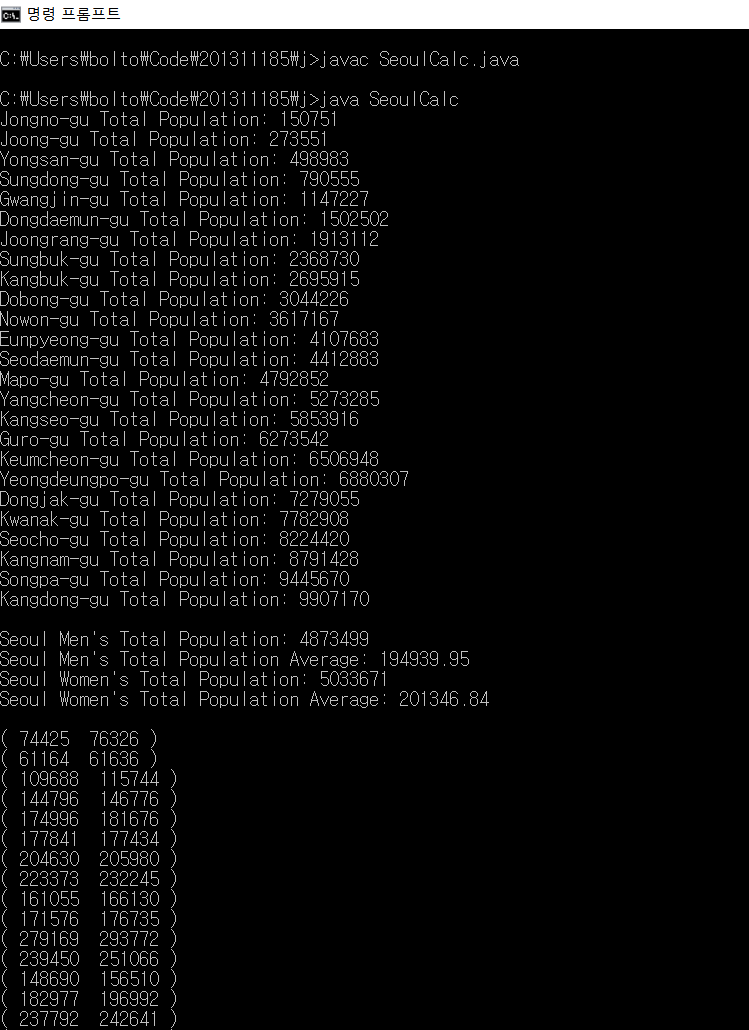 명령 프롬프트
C:₩Users₩bolto₩Code₩201311185₩j>javac SeoulCalc.java
C:₩Users₩bolto₩Code₩201311185₩j>java SeoulCalc
Jongno-gu Total Population: 150751
Joong-gu Total Population: 273551
Yongsan-gu Total Population: 498983
Sungdong-gu Total Population: 790555
Gwangjin-gu Total Population: 1147227
Dongdaemun-gu Total Population: 1502502
Joongrang-gu Total Population: 1913112
Sungbuk-gu Total Population: 2368730
Kangbuk-gu Total Population: 2695915
Dobong-gu Total Population: 3044226
Nowon-gu Total Population: 3617167
Eunpyeong-gu Total Population: 4107683
Seodaemun-gu Total Population: 4412883
Mapo-gu Total Population: 4792852
Yangcheon-gu Total Population: 5273285
Kangseo-gu Total Population: 5853916
Guro-gu Total Population: 6273542
Keumcheon-gu Total Population: 6506948
Yeongdeungpo-gu Total Population: 6880307
Dongjak-gu Total Population: 7279055
Kwanak-gu Total Population: 7782908
Seocho-gu Total Population: 8224420
Kangnam-gu Total Population: 8791428
Songpa-gu Total Population: 9445670
Kangdong-gu Total Population: 9907170
Seoul Men's Total Population: 4873499
Seoul Men's Total Population Average: 194939.95
Seoul Women's Total Population: 5033671
Seoul Women's Total Population Average: 201346.84
( 74425  76326 )
( 61164  61636 )
( 109688  115744 )
( 144796  146776 )
( 174996  181676 )
( 177841  177434 )
( 204630  205980 )
( 223373  232245 )
( 161055  166130 )
( 171576  176735 )
( 279169  293772 )
( 239450  251066 )
( 148690  156510 )
( 182977  196992 )
( 237792  242641 )